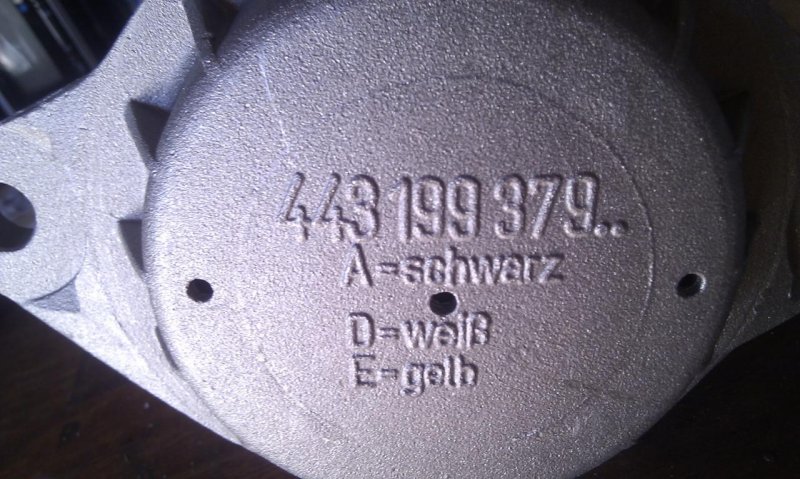 443 199 379..
A=schwarz
D=weiß
E=gelb